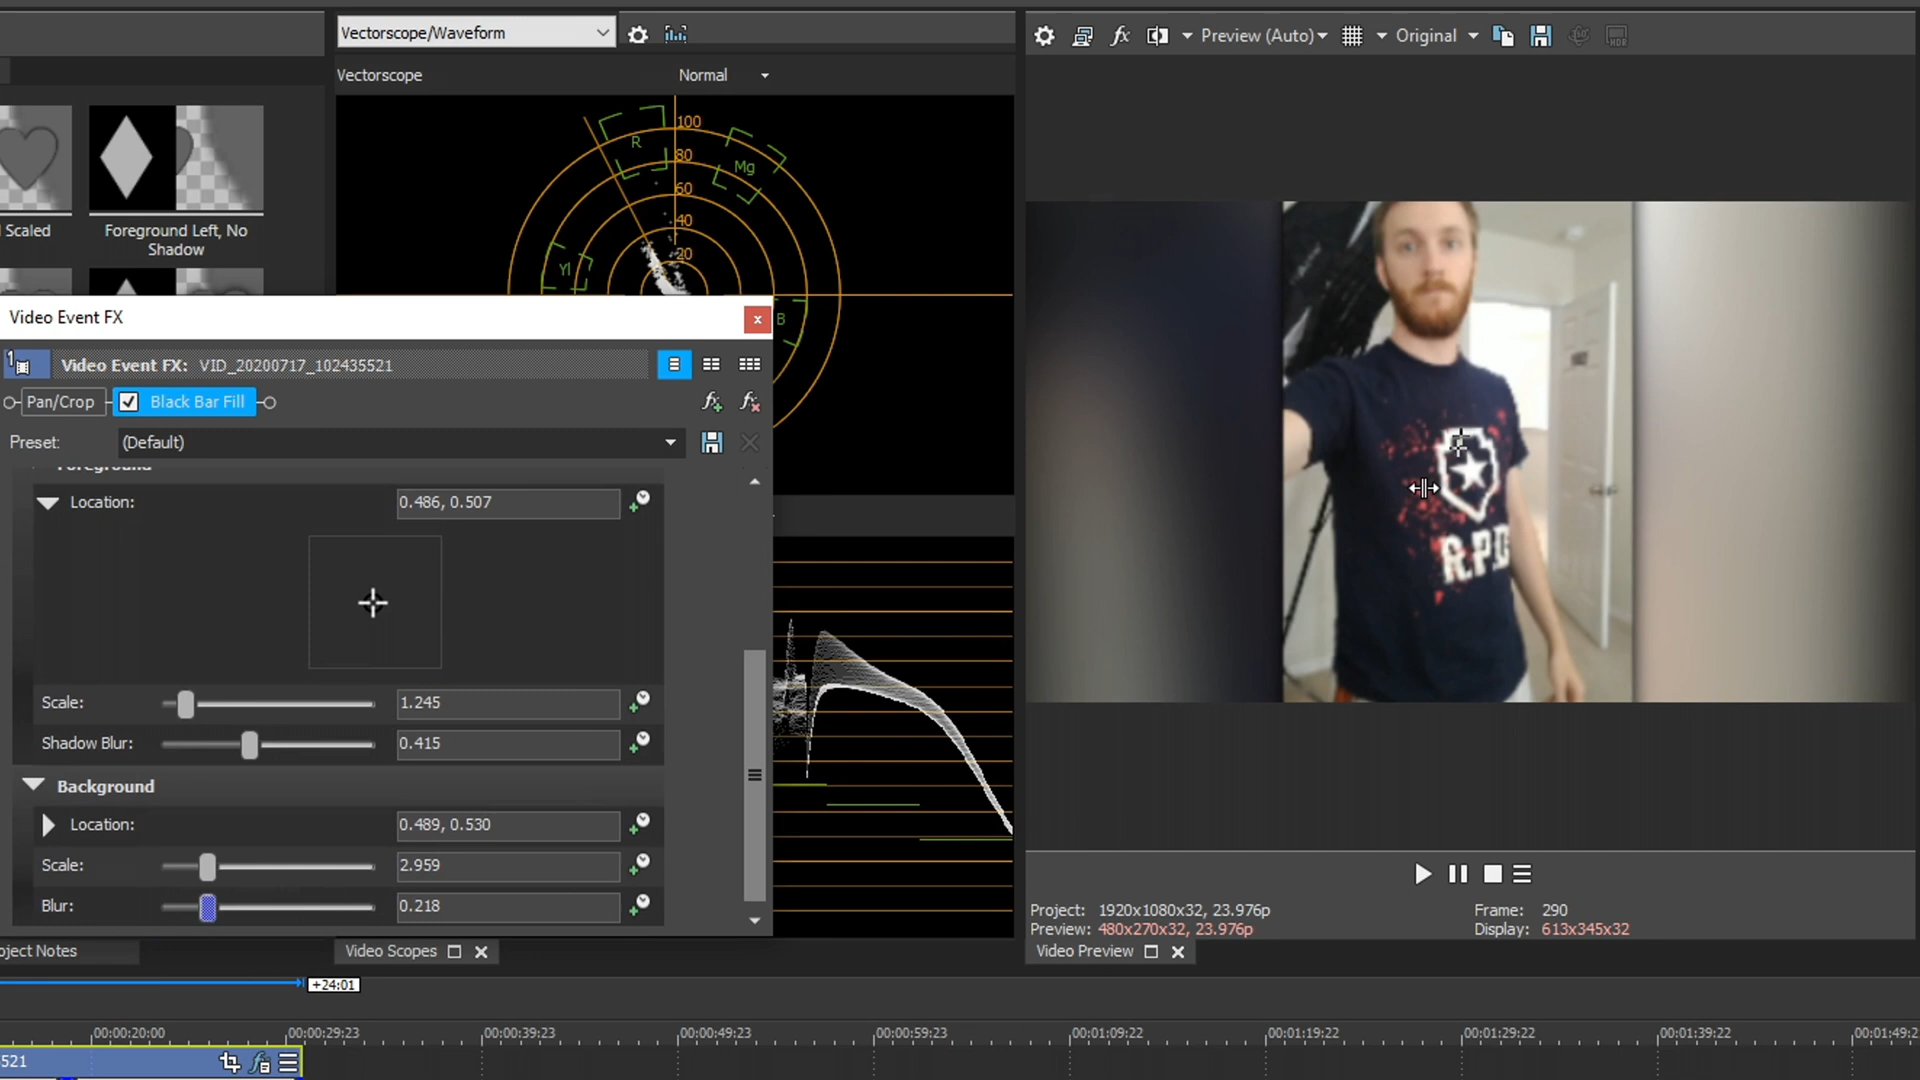 Vectorscope/Waveform
Preview (Auto)
Original
Vectorscope
Normal
100
80
60
40
20
R
Mg
Yl
B
Scaled
Foreground Left, No
Shadow
Video Event FX
x
1
Video Event FX: VID_20200717_102435521
Pan/Crop
Black Bar Fill
Preset:
(Default)
Foreground
Location:
0.486, 0.507
Scale:
1.245
Shadow Blur:
0.415
Background
Location:
0.489, 0.530
Scale:
2.959
Blur:
0.218
R.P.D
Project: 1920x1080x32, 23.976p
Frame: 290
Preview: 480x270x32, 23.976p
Display: 613x345x32
oject Notes
Video Scopes
Video Preview
+24:01
00:00:20:00
00:00:29:23
00:00:39:23
00:00:49:23
00:00:59:23
00:01:09:22
00:01:19:22
00:01:29:22
00:01:39:22
00:01:49:2
521